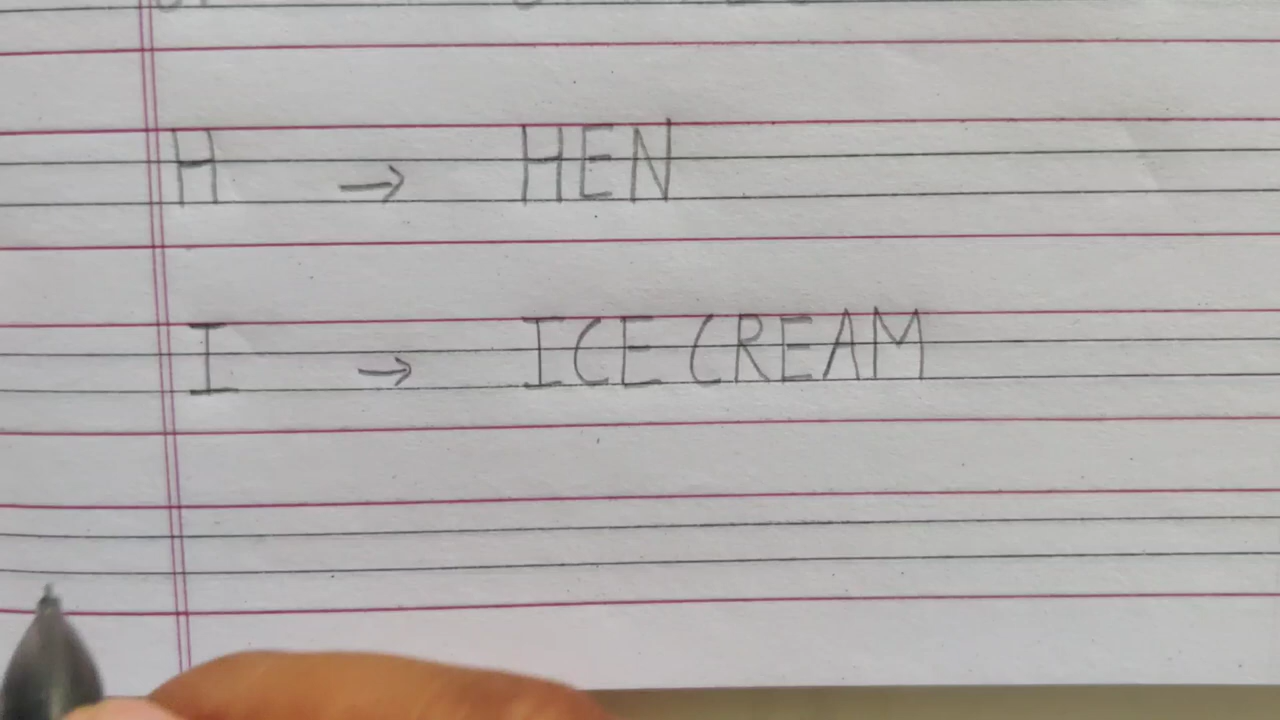 H → HEN
I → ICE CREAM